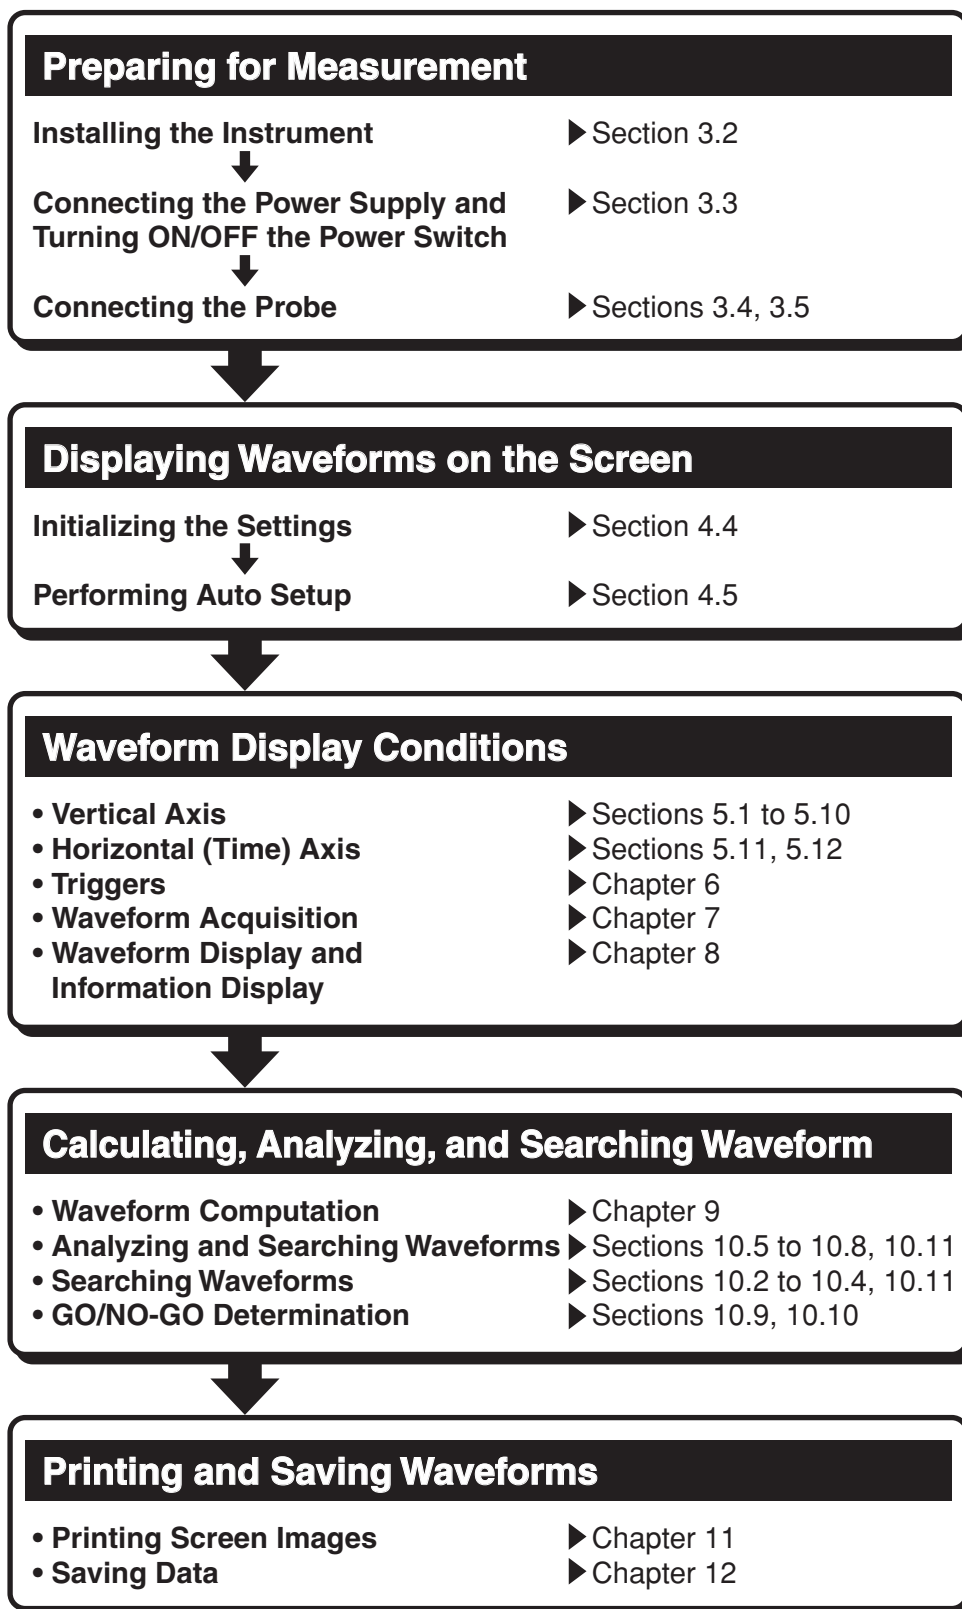 Preparing for Measurement
Installing the Instrument ▶ Section 3.2
Connecting the Power Supply and ▶ Section 3.3
Turning ON/OFF the Power Switch
Connecting the Probe ▶ Sections 3.4, 3.5
Displaying Waveforms on the Screen
Initializing the Settings ▶ Section 4.4
Performing Auto Setup ▶ Section 4.5
Waveform Display Conditions
• Vertical Axis ▶ Sections 5.1 to 5.10
• Horizontal (Time) Axis ▶ Sections 5.11, 5.12
• Triggers ▶ Chapter 6
• Waveform Acquisition ▶ Chapter 7
• Waveform Display and ▶ Chapter 8
Information Display
Calculating, Analyzing, and Searching Waveform
• Waveform Computation ▶ Chapter 9
• Analyzing and Searching Waveforms ▶ Sections 10.5 to 10.8, 10.11
• Searching Waveforms ▶ Sections 10.2 to 10.4, 10.11
• GO/NO-GO Determination ▶ Sections 10.9, 10.10
Printing and Saving Waveforms
• Printing Screen Images ▶ Chapter 11
• Saving Data ▶ Chapter 12